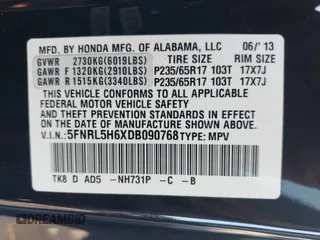 MFD. BY HONDA MFG. OF ALABAMA, LLC 06/'13
GVWR 2730KG(6019LBS) TIRE SIZE RIM SIZE
GAWR F 1320KG(2910LBS) P235/65R17 103T 17X7J
GAWR R 1515KG(3340LBS) P235/65R17 103T 17X7J
THIS VEHICLE CONFORMS TO ALL APPLICABLE
FEDERAL MOTOR VEHICLE SAFETY STANDARDS
AND THEFT PREVENTION STANDARDS IN EFFECT
ON THE DATE OF MANUFACTURE SHOWN ABOVE.
V.I.N.:5FNRL5H6XDB090768 TYPE: MPV
TK8 D AD5 -NH731P -C -B
DREAMBID